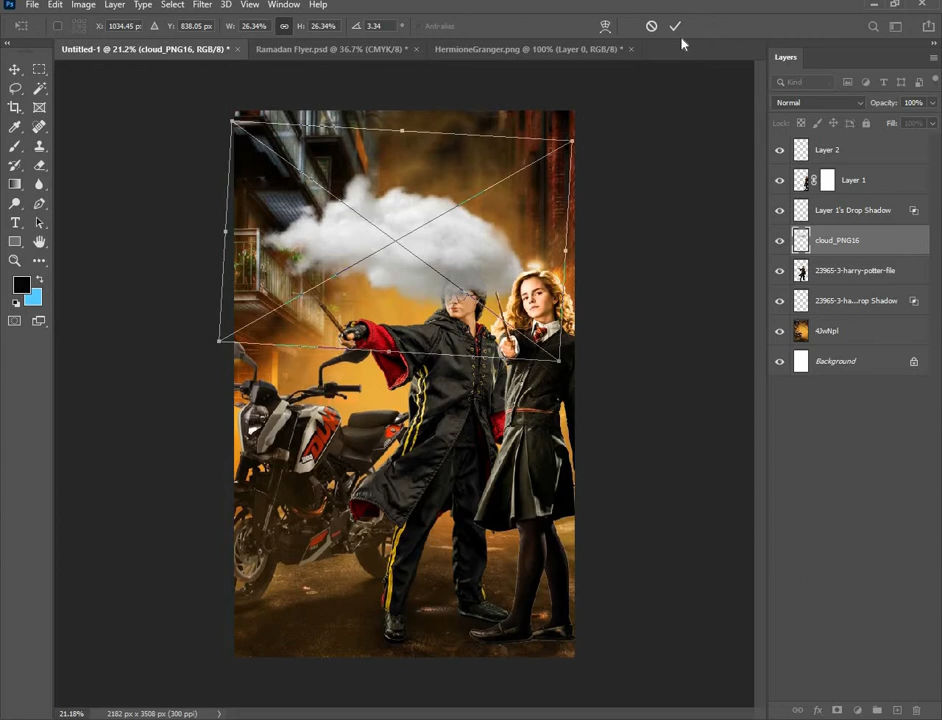 Ps File Edit Image Layer Type Select Filter 3D View Window Help
X: 1034.45 px Y: 838.05 px W: 26.34% H: 26.34% 3.34 ° Anti-alias
Untitled-1 @ 21.2% (cloud_PNG16, RGB/8) * × Ramadan Flyer.psd @ 36.7% (CMYK/8) * × HermioneGranger.png @ 100% (Layer 0, RGB/8) * ×
Layers
Kind
Normal Opacity: 100%
Lock: Fill: 100%
Layer 2
Layer 1
Layer 1's Drop Shadow
cloud_PNG16
23965-3-harry-potter-file
23965-3-ha...rop Shadow
4JwNpl
Background
T
fx
21.18% 2182 px x 3508 px (300 ppi)